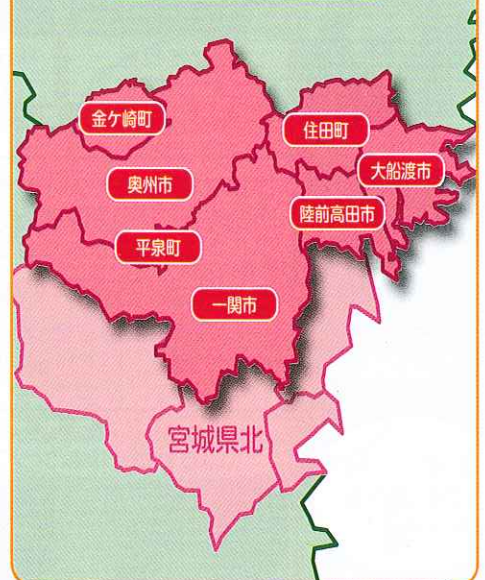 金ケ崎町
住田町
大船渡市
奥州市
陸前高田市
平泉町
一関市
宮城県北